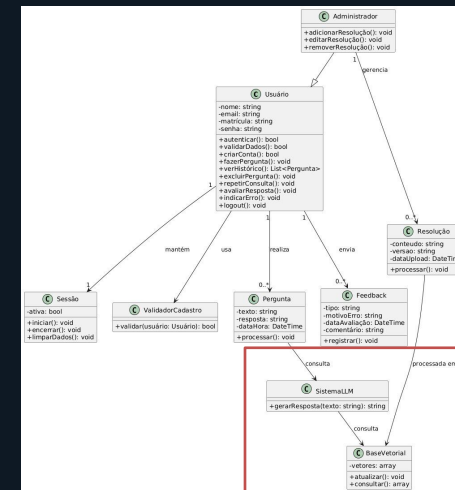 C Administrador
+adicionarResolução(): void
+editarResolução(): void
+removerResolução(): void
1
gerencia
C Usuário
-nome: string
-email: string
-matricula: string
-senha: string
+autenticar(): bool
+validarDados(): bool
+criarConta(): bool
+fazerPergunta(): void
+verHistórico(): List<Pergunta>
+excluirPergunta(): void
+repetirConsulta(): void
+avaliarResposta(): void
+indicarErro(): void
+logout(): void
1
1
1
mantém
usa
realiza
envia
1
0..*
0..*
0..*
C Resolução
-conteudo: string
-versao: string
-dataUpload: DateTim
+processar(): void
C Sessão
-ativa: bool
+iniciar(): void
+encerrar(): void
+limparDados(): void
C ValidadorCadastro
+validar(usuário: Usuário): bool
C Pergunta
-texto: string
-resposta: string
-dataHora: DateTime
+processar(): void
C Feedback
-tipo: string
-motivoErro: string
-dataAvaliação: DateTime
-comentário: string
+registrar(): void
consulta
processada em
C SistemaLLM
+gerarResposta(texto: string): string
consulta
C BaseVetorial
-vetores: array
+atualizar(): void
+consultar(): array